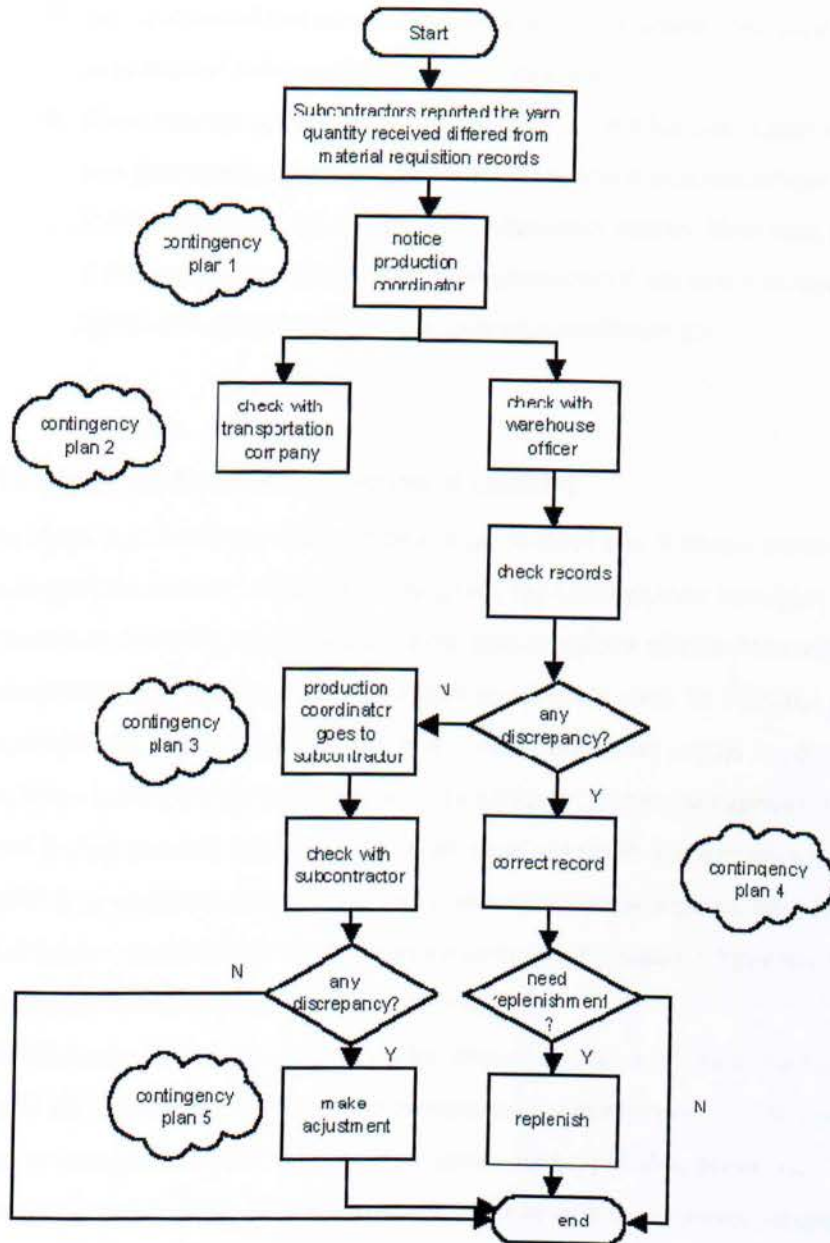 Start
Subcontractors reported the yarn
quantity received differed from
material requisition records
contingency
plan 1
notice
production
coordinator
contingency
plan 2
check with
transportation
company
check with
warehouse
officer
check records
contingency
plan 3
production
coordinator
goes to
subcontractor
N
any
discrepancy?
Y
check with
subcontractor
correct record
contingency
plan 4
N
any
discrepancy?
need
replenishment
?
Y
Y
N
contingency
plan 5
make
adjustment
replenish
end